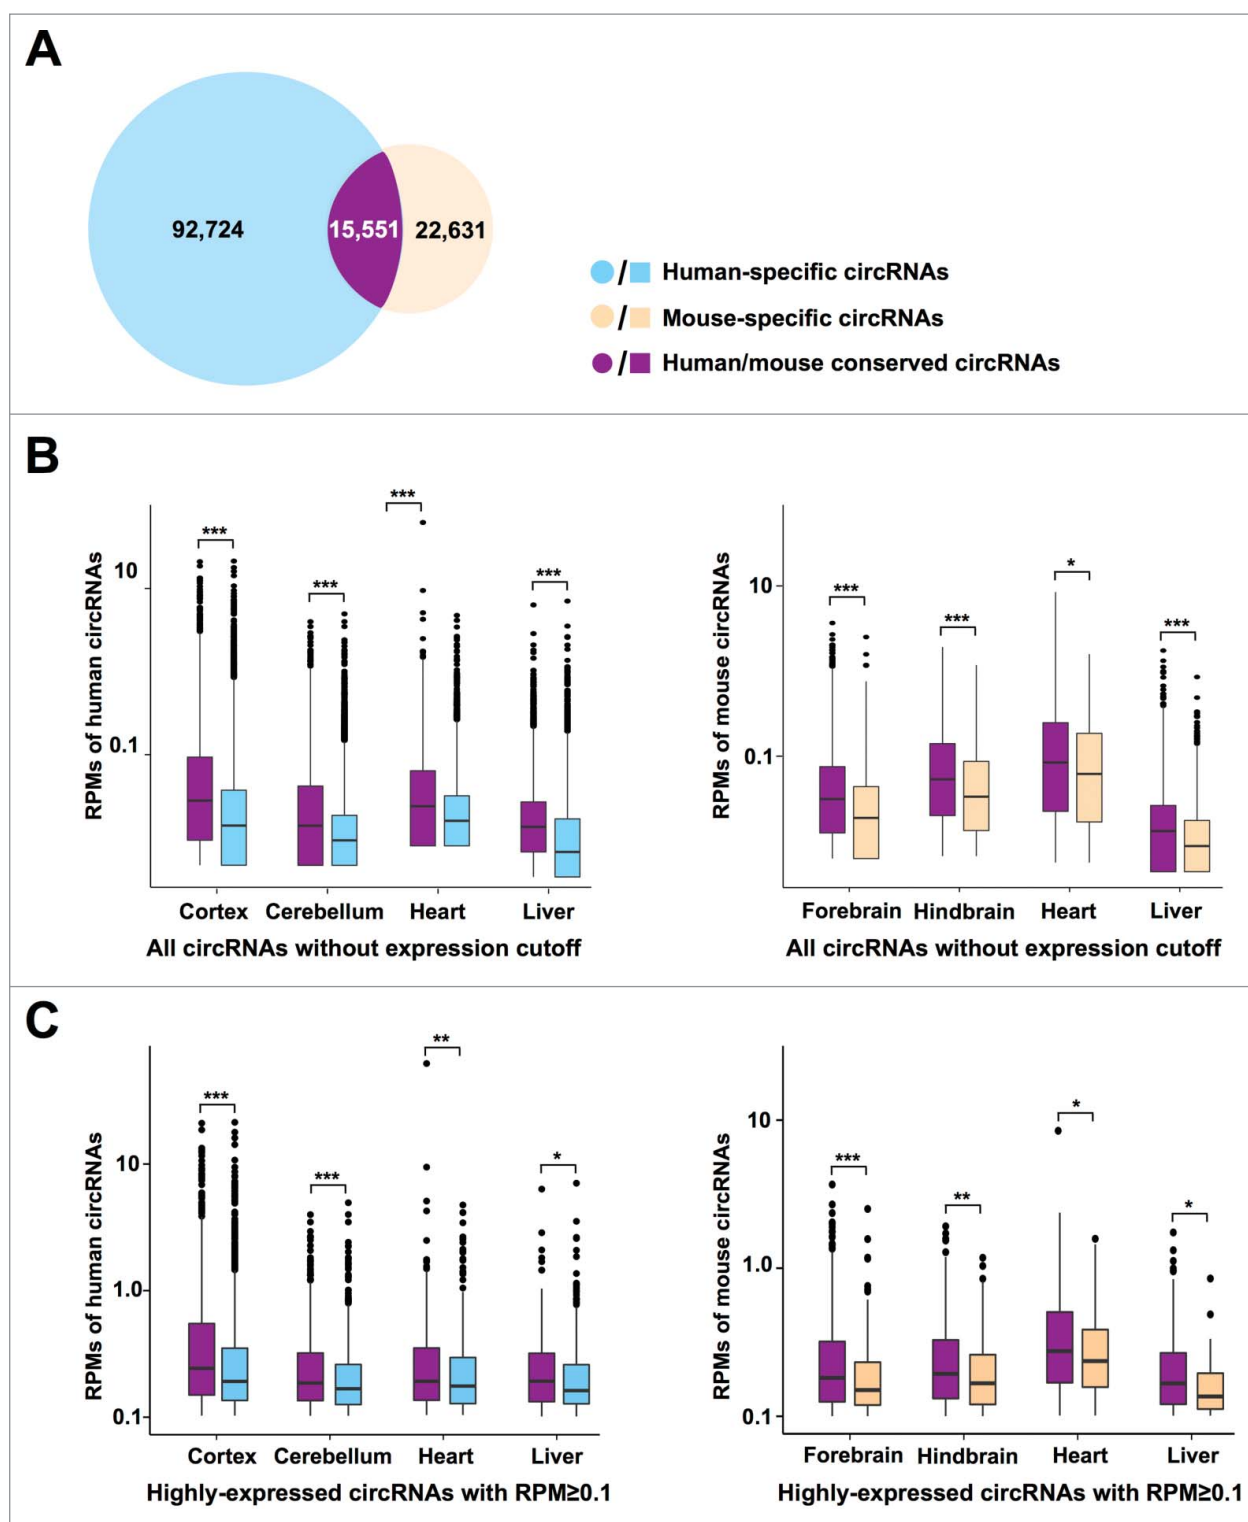 A
92,724
15,551
22,631
/ Human-specific circRNAs
/ Mouse-specific circRNAs
/ Human/mouse conserved circRNAs
B
RPMs of human circRNAs
10
0.1
***
***
***
***
Cortex Cerebellum Heart Liver
All circRNAs without expression cutoff
RPMs of mouse circRNAs
10
0.1
***
***
*
***
Forebrain Hindbrain Heart Liver
All circRNAs without expression cutoff
C
RPMs of human circRNAs
10
1.0
0.1
***
***
**
*
Cortex Cerebellum Heart Liver
Highly-expressed circRNAs with RPM≥0.1
RPMs of mouse circRNAs
10
1.0
0.1
***
**
*
*
Forebrain Hindbrain Heart Liver
Highly-expressed circRNAs with RPM≥0.1